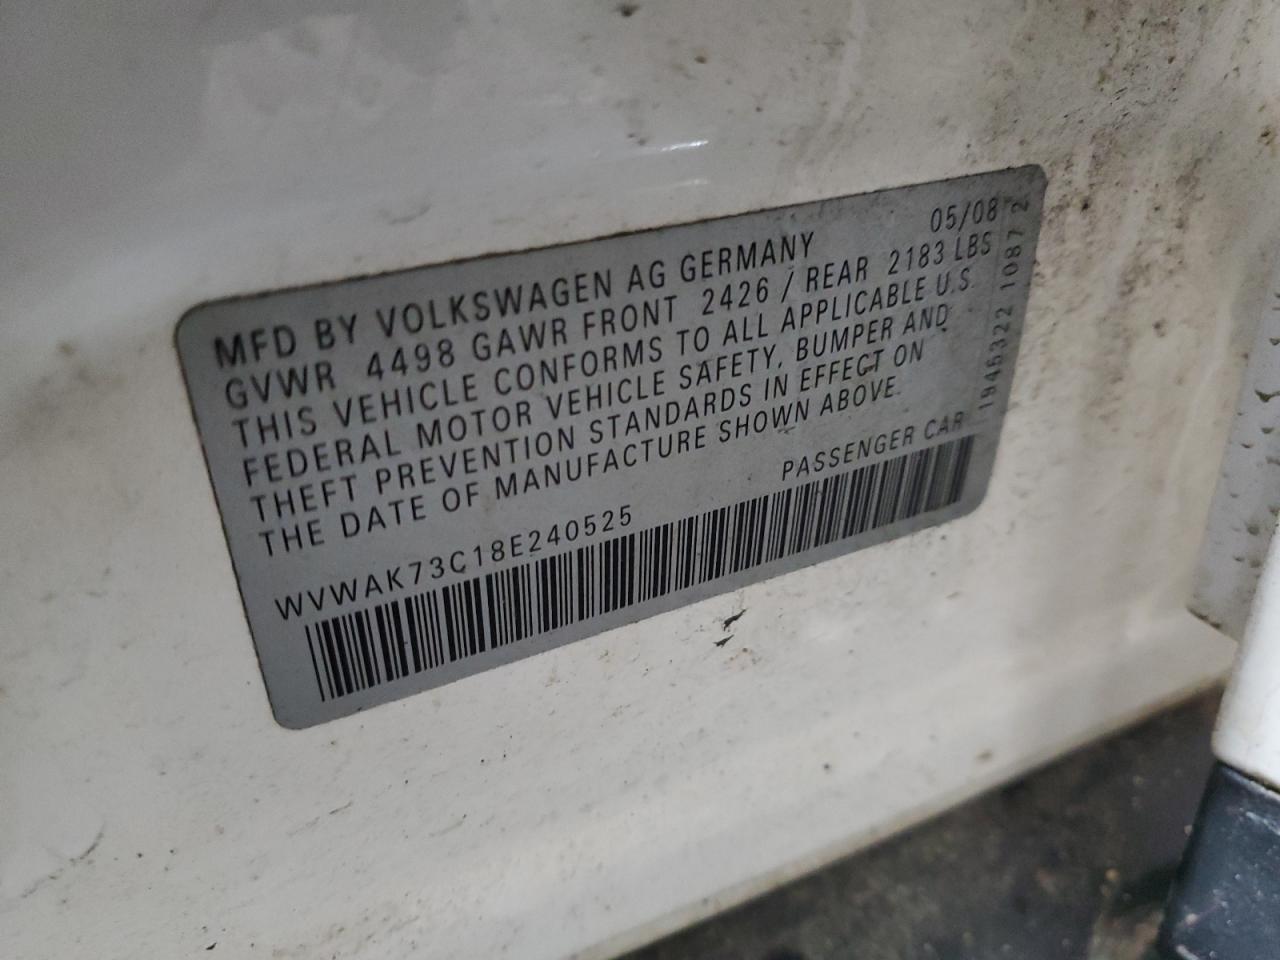 MFD BY VOLKSWAGEN AG GERMANY 05/08
GVWR 4498 GAWR FRONT 2426 / REAR 2183 LBS
THIS VEHICLE CONFORMS TO ALL APPLICABLE U.S.
FEDERAL MOTOR VEHICLE SAFETY, BUMPER AND
THEFT PREVENTION STANDARDS IN EFFECT ON
THE DATE OF MANUFACTURE SHOWN ABOVE.
PASSENGER CAR
WVWAK73C18E240525
1945322 1087 2